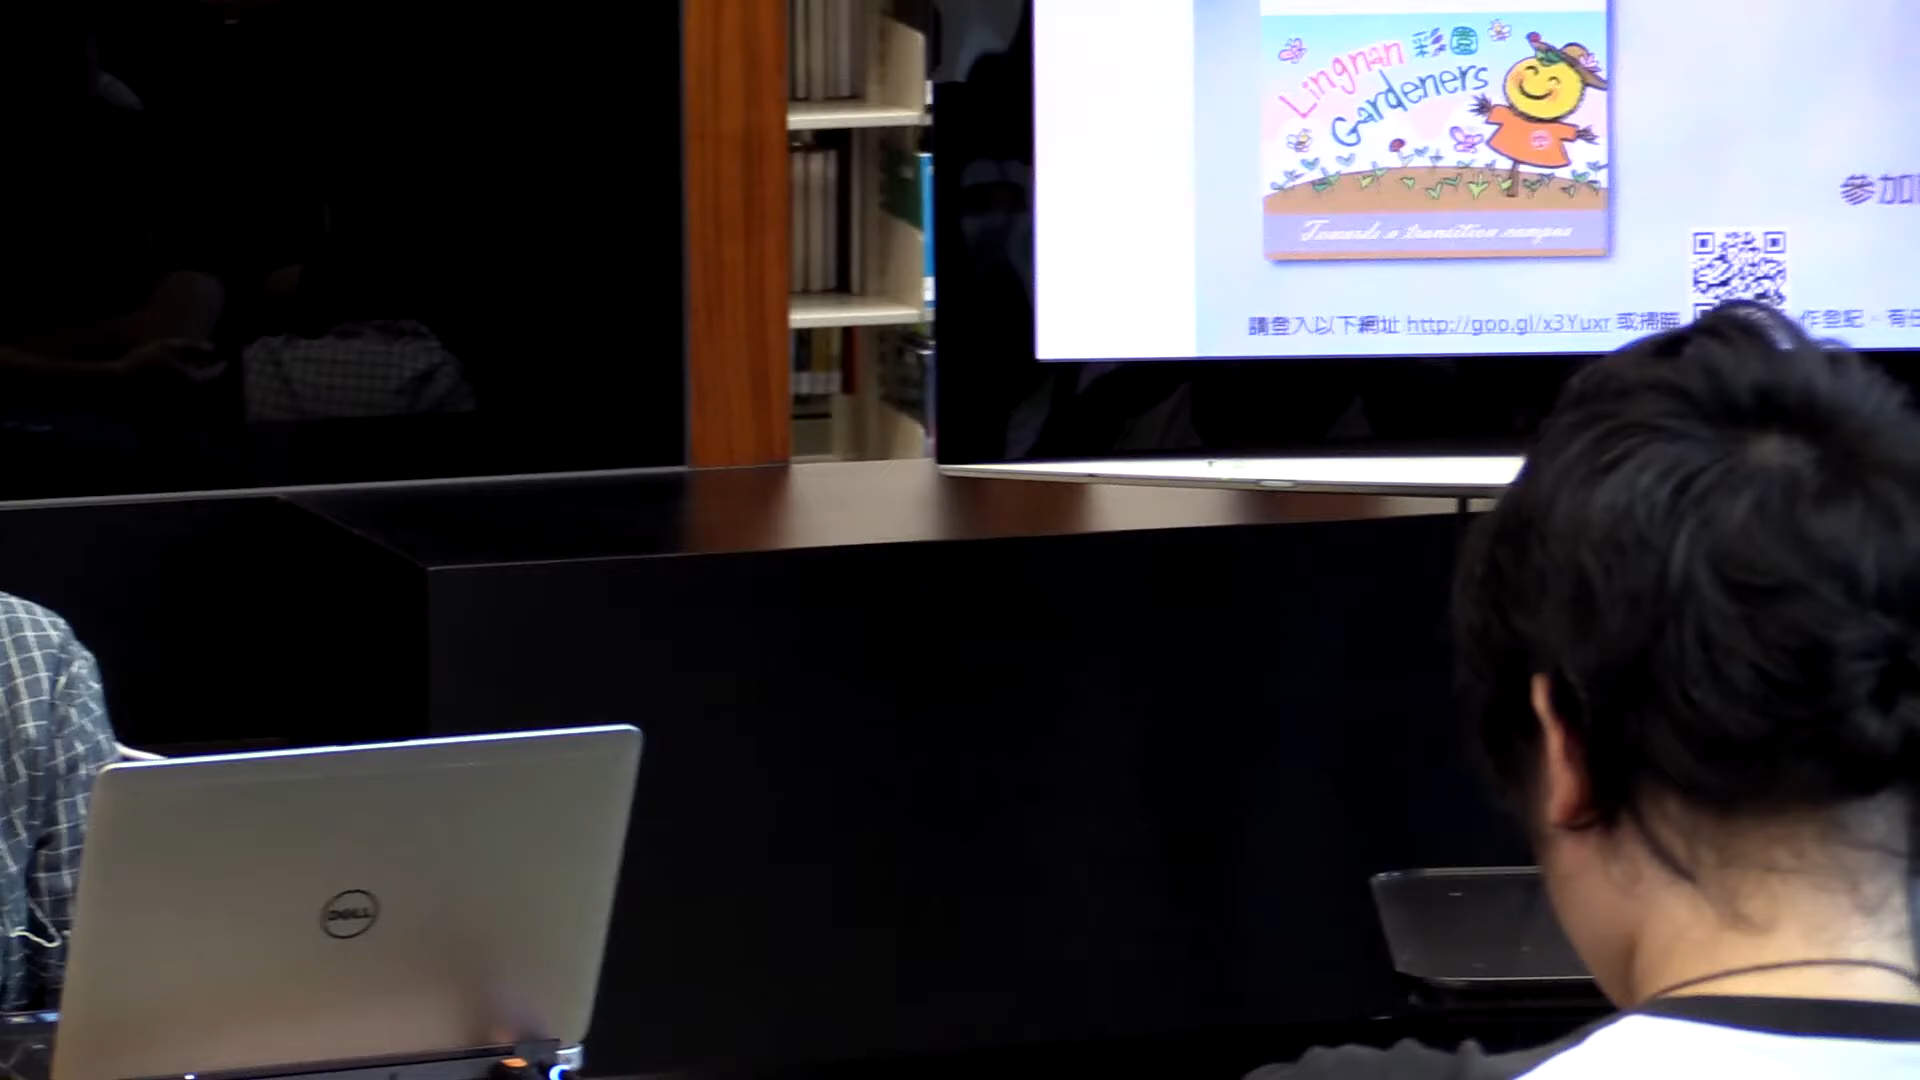 Lingnan 彩園
Gardeners
Towards a transition campus
參加
請登入以下網址 http://goo.gl/x3Yuxr 或掃瞄
作登記。有任
DELL